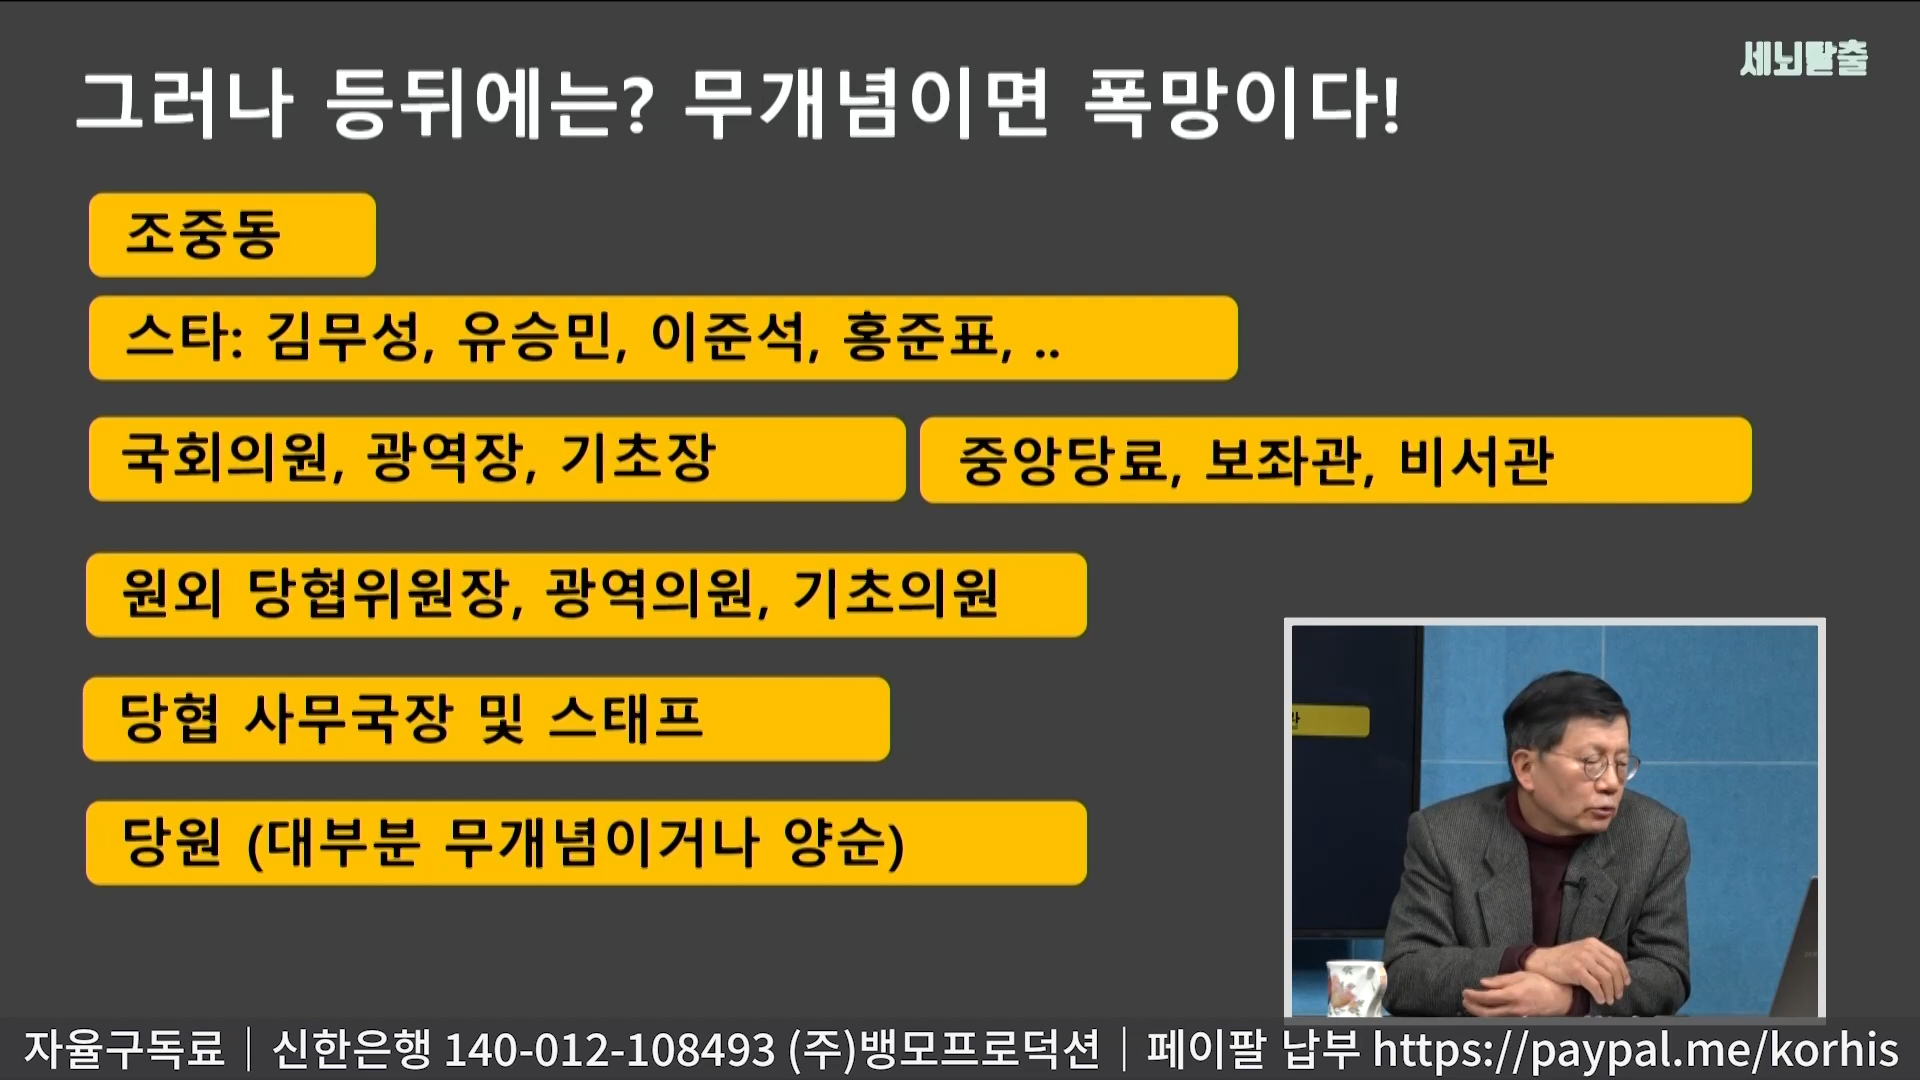 세뇌탈출
그러나 등뒤에는? 무개념이면 폭망이다!
조중동
스타: 김무성, 유승민, 이준석, 홍준표, ..
국회의원, 광역장, 기초장
중앙당료, 보좌관, 비서관
원외 당협위원장, 광역의원, 기초의원
당협 사무국장 및 스태프
당원 (대부분 무개념이거나 양순)
자율구독료｜신한은행 140-012-108493 (주)뱅모프로덕션｜페이팔 납부 https://paypal.me/korhis